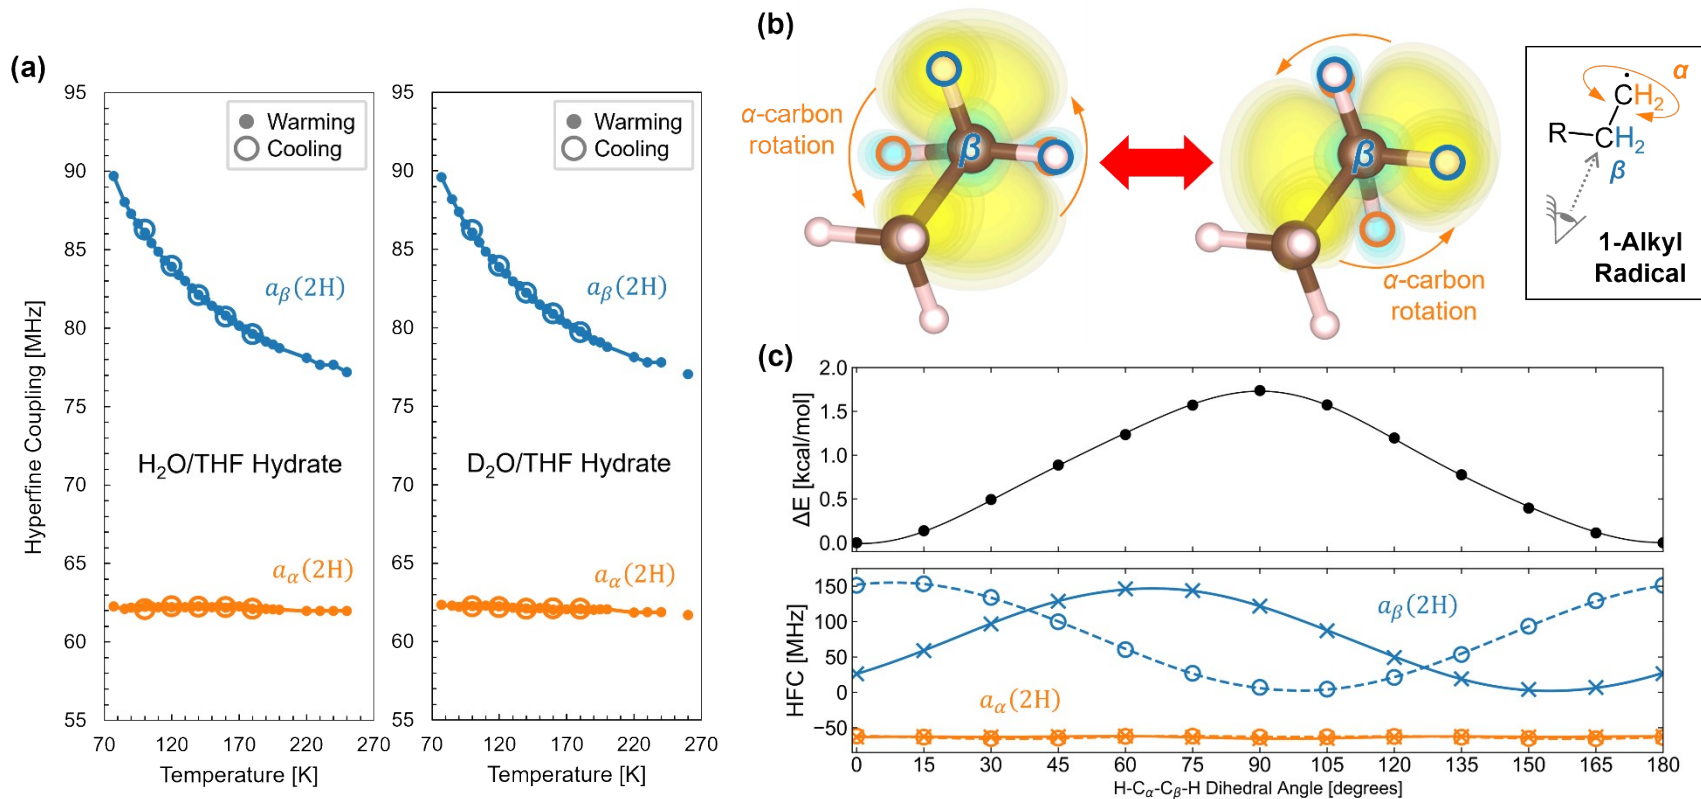 (a)
95
90
85
80
75
70
65
60
55
Hyperfine Coupling [MHz]
Warming
Cooling
aβ(2H)
H2O/THF Hydrate
aα(2H)
70 120 170 220 270
Temperature [K]
95
90
85
80
75
70
65
60
55
Warming
Cooling
aβ(2H)
D2O/THF Hydrate
aα(2H)
70 120 170 220 270
Temperature [K]
(b)
α-carbon
rotation
β
β
α-carbon
rotation
α
CH2
R
CH2
β
1-Alkyl
Radical
(c)
2.0
1.5
1.0
0.5
0.0
ΔE [kcal/mol]
150
100
50
0
−50
HFC [MHz]
aβ(2H)
aα(2H)
0 15 30 45 60 75 90 105 120 135 150 165 180
H-Cα-Cβ-H Dihedral Angle [degrees]